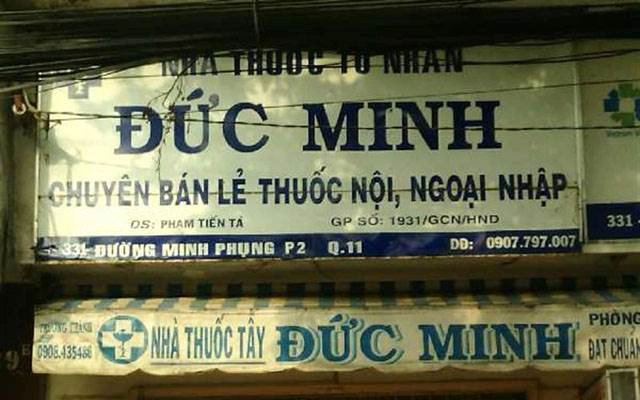 NHÀ THUỐC TƯ NHÂN
ĐỨC MINH
CHUYÊN BÁN LẺ THUỐC NỘI, NGOẠI NHẬP
DS: PHẠM TIẾN TẢ GP SỐ: 1931/GCN/HND
331 ĐƯỜNG MINH PHỤNG P2 Q.11 DĐ: 0907.797.007
331 -
NHÀ THUỐC TÂY ĐỨC MINH
PHÒNG
ĐẠT CHUẨN